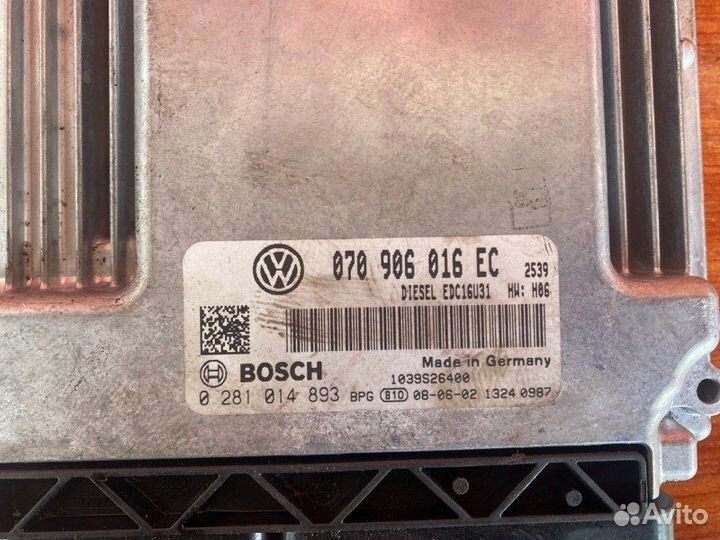 070 906 016 EC 2539
DIESEL EDC16U31 HW: H06
Made in Germany
BOSCH 1039S26400
0 281 014 893 BPG 810 08-06-02 1324 0987
Avito